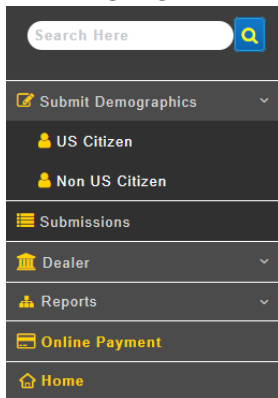 Search Here
Submit Demographics
US Citizen
Non US Citizen
Submissions
Dealer
Reports
Online Payment
Home